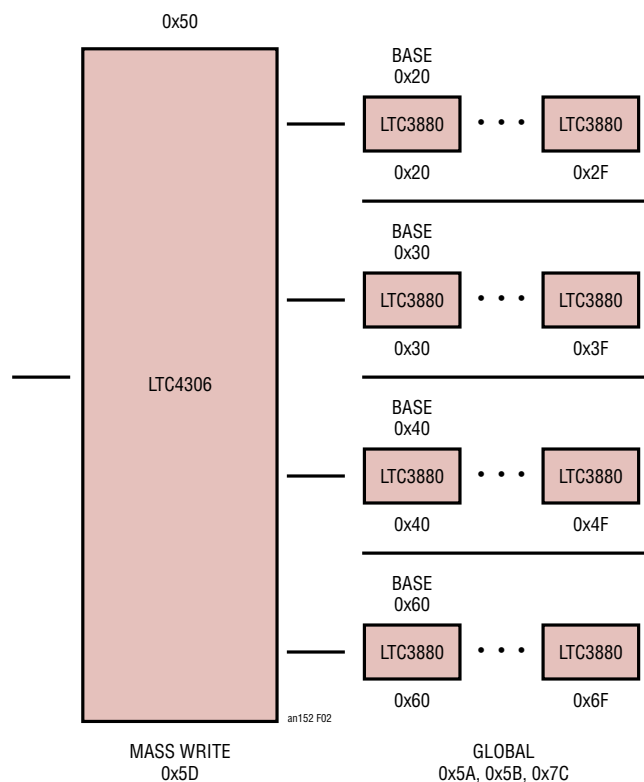 0x50
BASE
0x20
LTC3880 • • • LTC3880
0x20 0x2F
BASE
0x30
LTC3880 • • • LTC3880
0x30 0x3F
LTC4306
BASE
0x40
LTC3880 • • • LTC3880
0x40 0x4F
BASE
0x60
LTC3880 • • • LTC3880
0x60 0x6F
an152 F02
MASS WRITE
0x5D
GLOBAL
0x5A, 0x5B, 0x7C